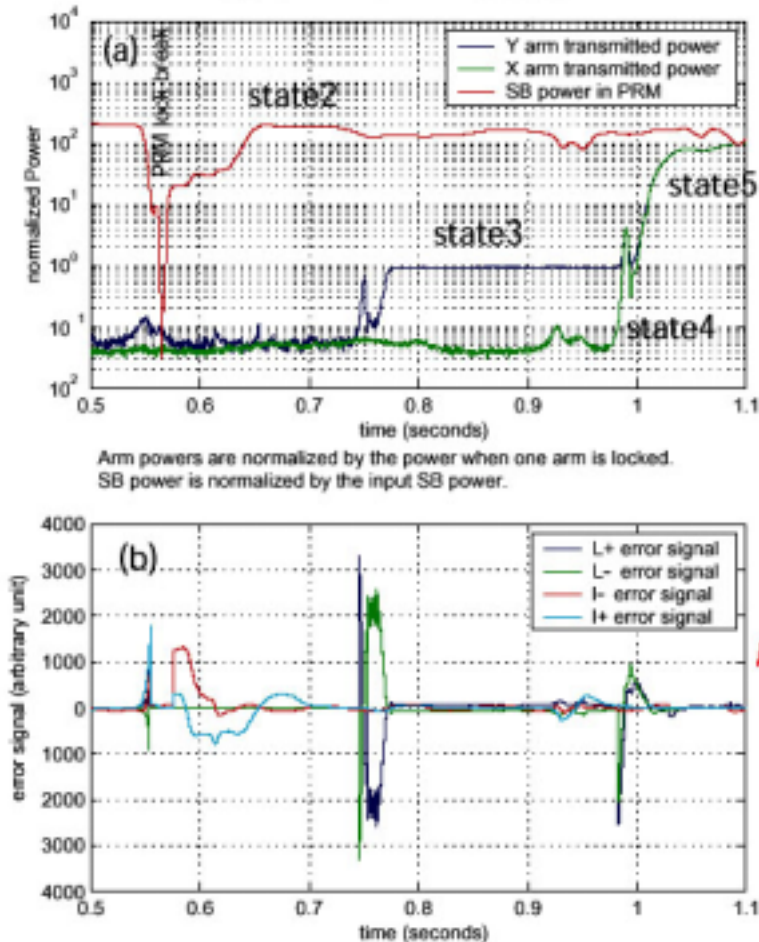 (a)
10^4
10^3
10^2
10^1
10^0
10^-1
10^2
normalized Power
PRM lock-break
state2
state3
state4
state5
Y arm transmitted power
X arm transmitted power
SB power in PRM
0.5 0.6 0.7 0.8 0.9 1 1.1
time (seconds)
Arm powers are normalized by the power when one arm is locked.
SB power is normalized by the input SB power.
(b)
4000
3000
2000
1000
0
1000
2000
3000
4000
error signal (arbitrary unit)
L+ error signal
L- error signal
l- error signal
l+ error signal
0.5 0.6 0.7 0.8 0.9 1 1.1
time (seconds)